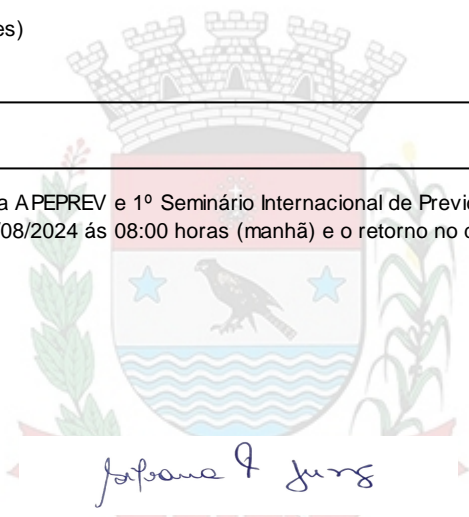 es)
a APEPREV e 1º Seminário Internacional de Previ
/08/2024 ás 08:00 horas (manhã) e o retorno no